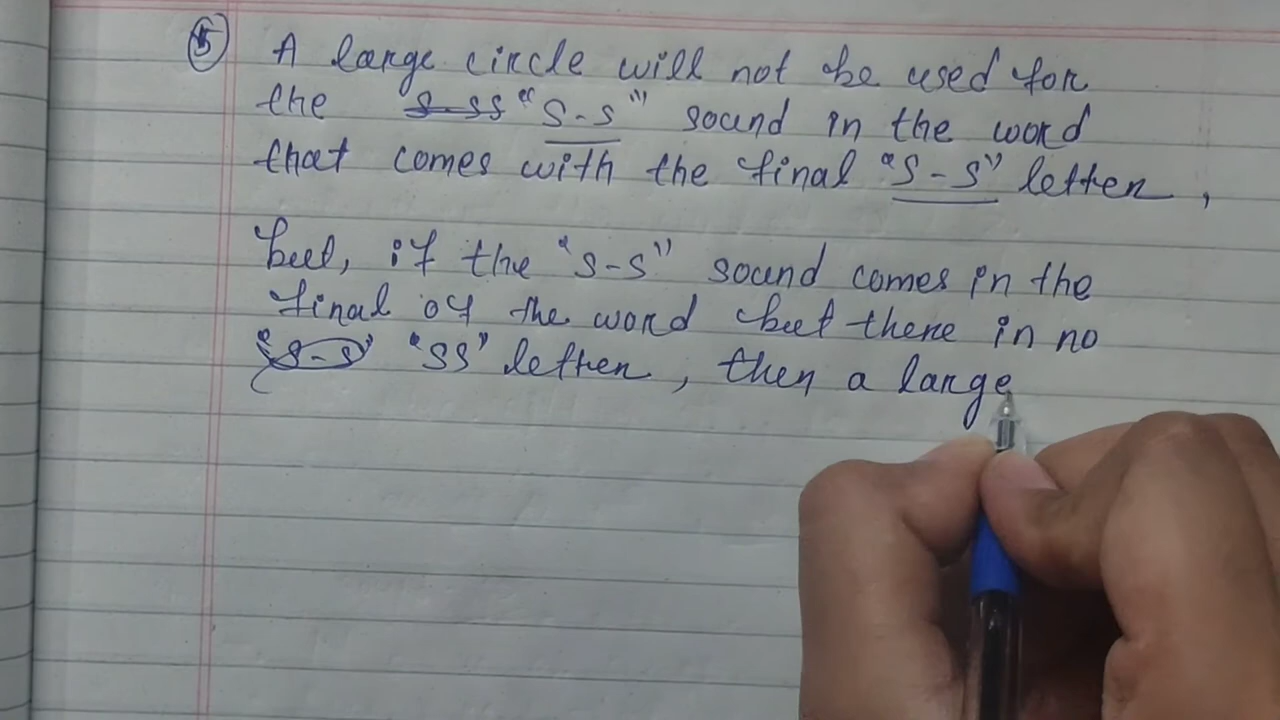 ⑤ A large circle will not be used for
the "S-S" sound in the word
that comes with the final "S-S" letter,
but, if the "S-S" sound comes in the
final of the word but there in no
"SS" letter, then a large